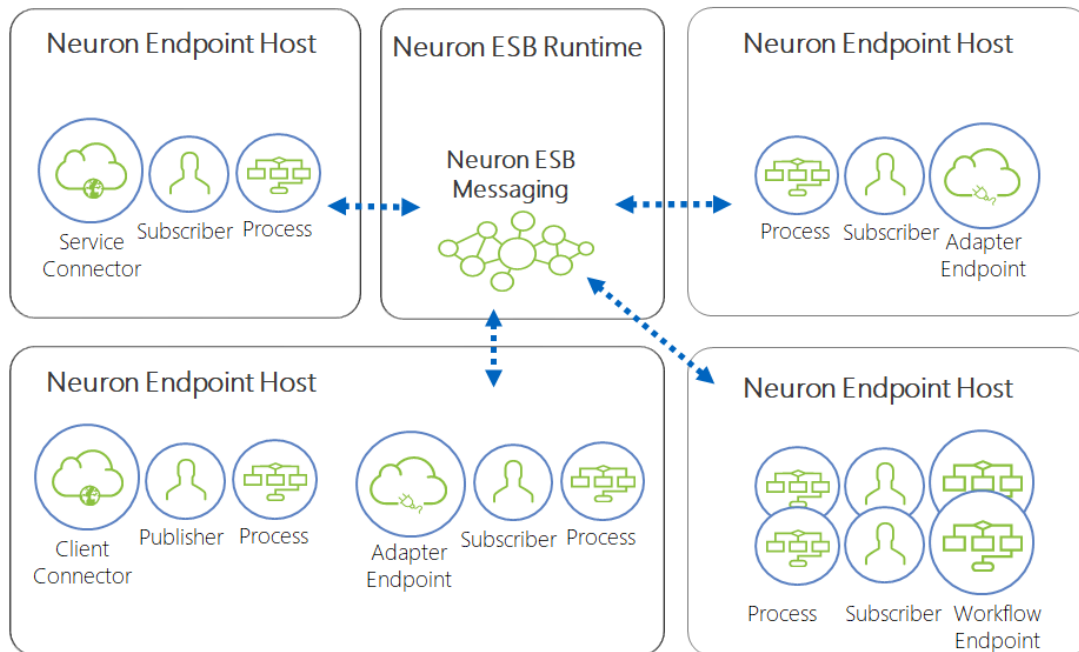 Neuron Endpoint Host
Service
Connector
Subscriber
Process
Neuron ESB Runtime
Neuron ESB
Messaging
Neuron Endpoint Host
Process
Subscriber
Adapter
Endpoint
Neuron Endpoint Host
Client
Connector
Publisher
Process
Adapter
Endpoint
Subscriber
Process
Neuron Endpoint Host
Process
Subscriber
Workflow
Endpoint